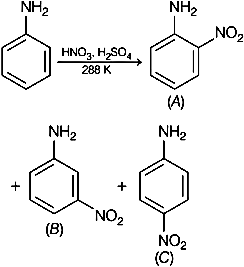 NH₂
NH₂
HNO₃, H₂SO₄
288 K
NO₂
(A)
NH₂
NH₂
+
+
NO₂
(B)
NO₂
(C)